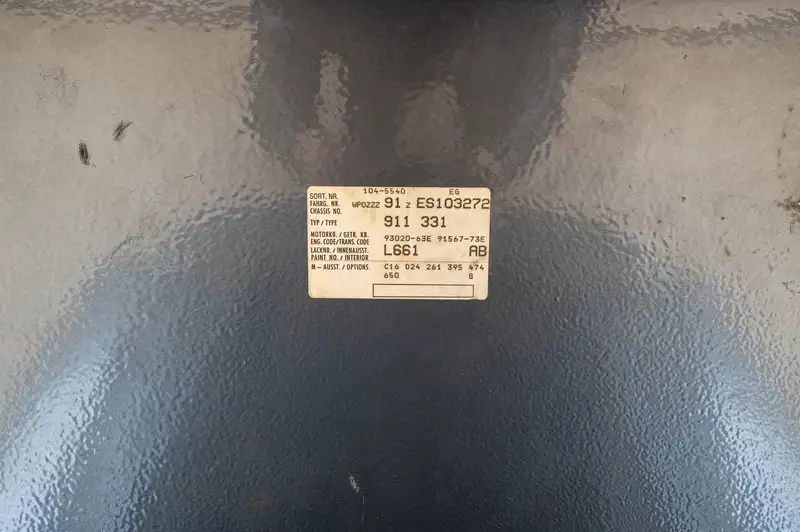 104-5540 EG
SORT. NR.
FAHRG. NR. WPOZZZ 91 Z ES103272
CHASSIS NO.
TYP / TYPE 911 331
MOTORKB. / GETR. KB. 93020-63E 91567-73E
ENG. CODE/TRANS. CODE
LACKNR. / INNENAUSST. L661 AB
PAINT NO. / INTERIOR
M – AUSST. / OPTIONS C16 D24 261 395 474
650 S